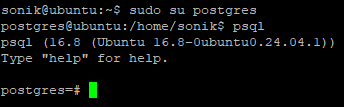 sonik@ubuntu:~$ sudo su postgres
postgres@ubuntu:/home/sonik$ psql
psql (16.8 (Ubuntu 16.8-0ubuntu0.24.04.1))
Type "help" for help.
postgres=#